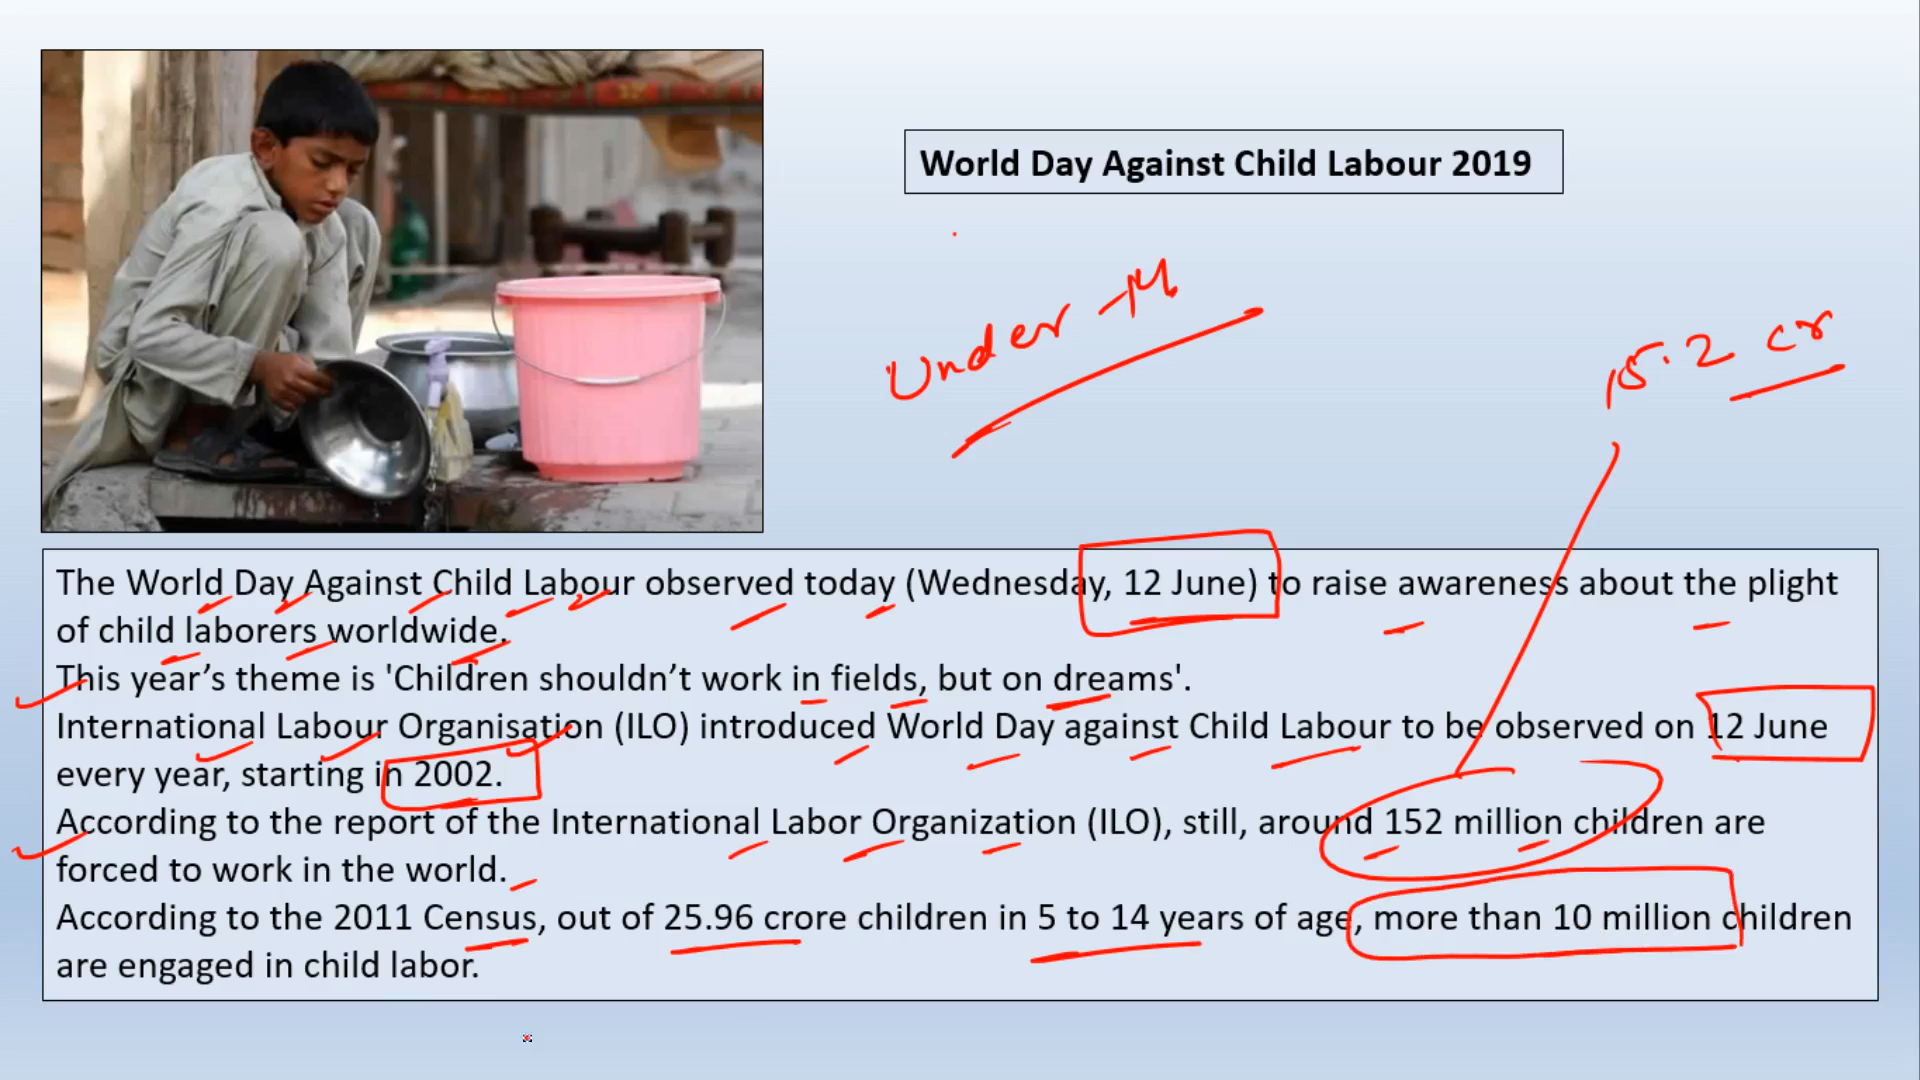 World Day Against Child Labour 2019
Under -14
15.2 cr
The World Day Against Child Labour observed today (Wednesday, 12 June) to raise awareness about the plight
of child laborers worldwide.
This year’s theme is 'Children shouldn’t work in fields, but on dreams'.
International Labour Organisation (ILO) introduced World Day against Child Labour to be observed on 12 June
every year, starting in 2002.
According to the report of the International Labor Organization (ILO), still, around 152 million children are
forced to work in the world.
According to the 2011 Census, out of 25.96 crore children in 5 to 14 years of age, more than 10 million children
are engaged in child labor.